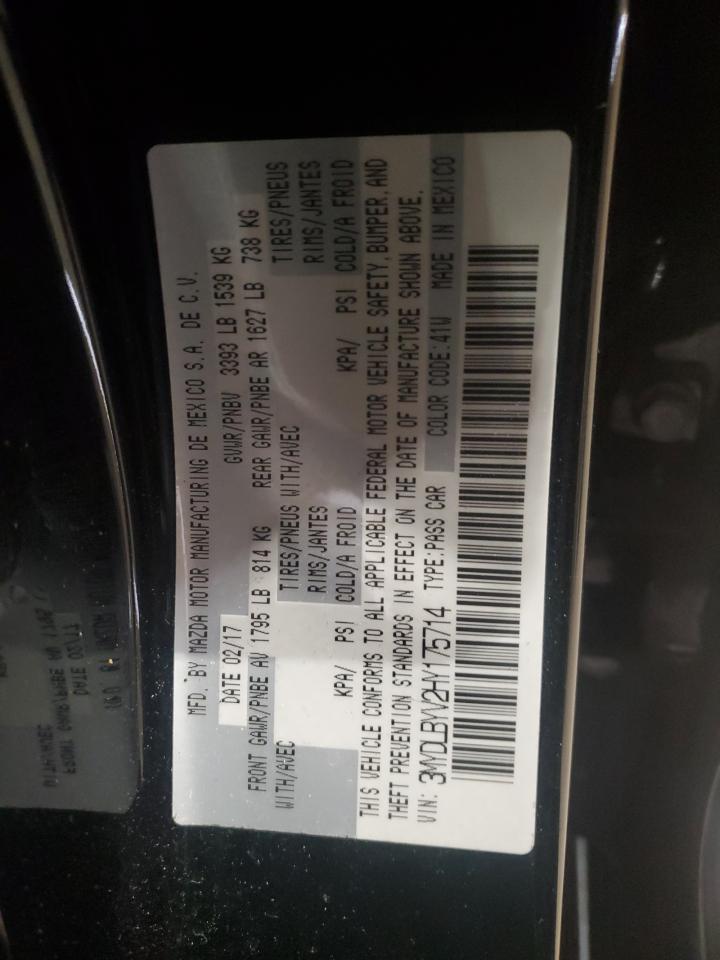 MFD. BY MAZDA MOTOR MANUFACTURING DE MEXICO S.A. DE C.V.
DATE 02/17 GVWR/PNBV 3393 LB 1539 KG
FRONT GAWR/PNBE AV 1795 LB 814 KG REAR GAWR/PNBE AR 1627 LB 738 KG
WITH/AVEC TIRES/PNEUS WITH/AVEC TIRES/PNEUS
RIMS/JANTES RIMS/JANTES
KPA/ PSI COLD/A FROID KPA/ PSI COLD/A FROID
THIS VEHICLE CONFORMS TO ALL APPLICABLE FEDERAL MOTOR VEHICLE SAFETY, BUMPER, AND
THEFT PREVENTION STANDARDS IN EFFECT ON THE DATE OF MANUFACTURE SHOWN ABOVE.
VIN: 3MYDLBYV2HY175714 TYPE:PASS CAR COLOR CODE:41W MADE IN MEXICO